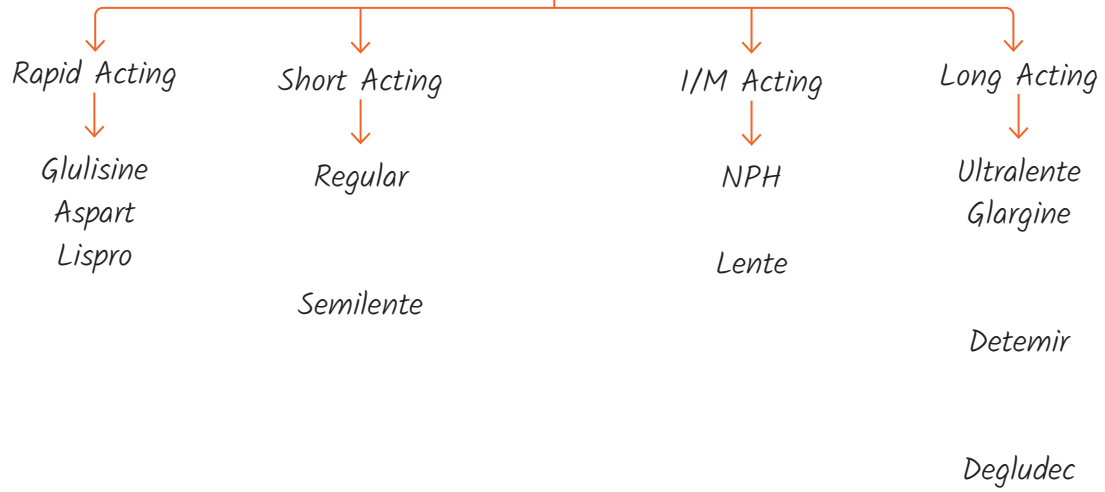 Rapid Acting
Short Acting
I/M Acting
Long Acting
Glulisine
Aspart
Lispro
Regular
Semilente
NPH
Lente
Ultralente
Glargine
Detemir
Degludec